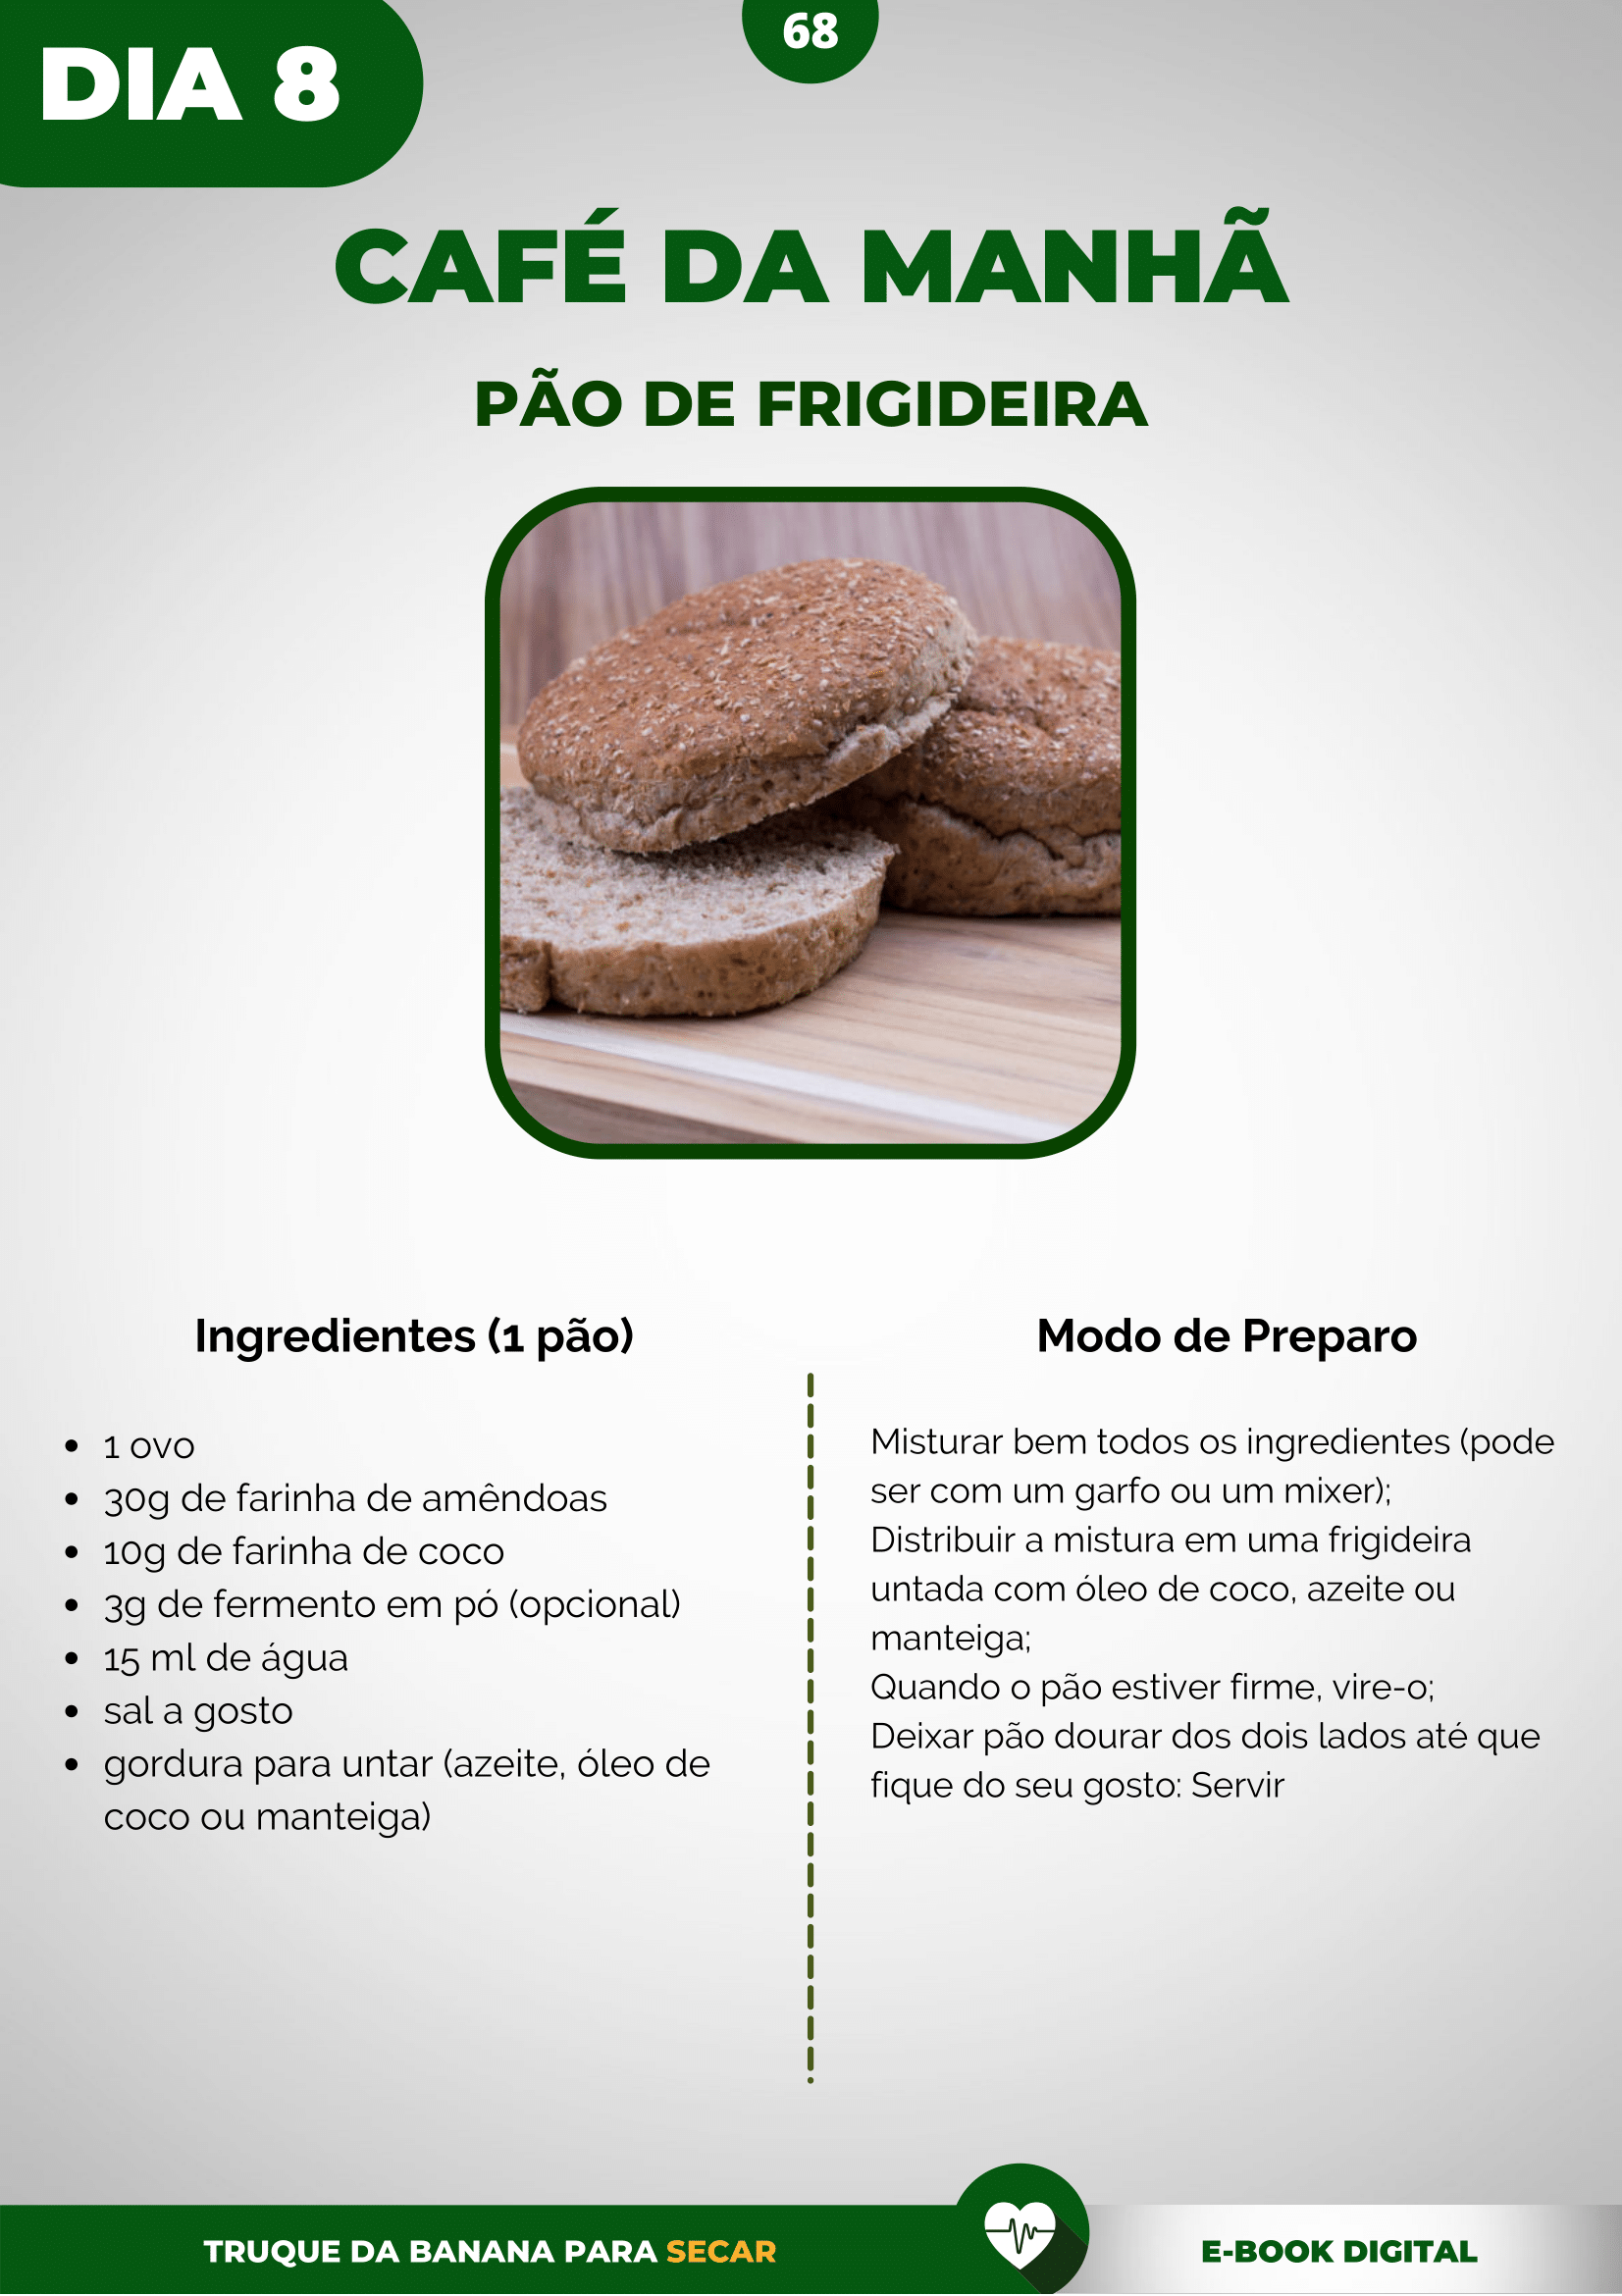 DIA 8
68
CAFÉ DA MANHÃ
PÃO DE FRIGIDEIRA
Ingredientes (1 pão)
• 1 ovo
• 30g de farinha de amêndoas
• 10g de farinha de coco
• 3g de fermento em pó (opcional)
• 15 ml de água
• sal a gosto
• gordura para untar (azeite, óleo de
coco ou manteiga)
Modo de Preparo
Misturar bem todos os ingredientes (pode
ser com um garfo ou um mixer);
Distribuir a mistura em uma frigideira
untada com óleo de coco, azeite ou
manteiga;
Quando o pão estiver firme, vire-o;
Deixar pão dourar dos dois lados até que
fique do seu gosto: Servir
TRUQUE DA BANANA PARA SECAR
E-BOOK DIGITAL